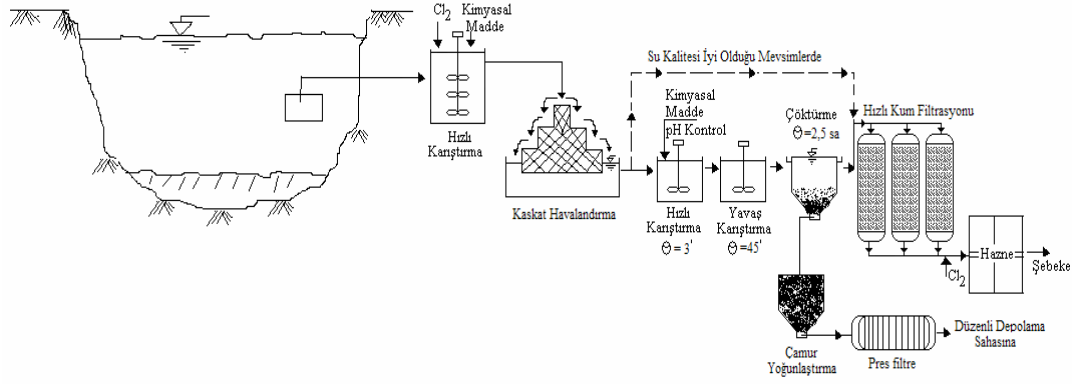 Cl2
Kimyasal
Madde
Hızlı
Karıştırma
Kaskat Havalandırma
Su Kalitesi İyi Olduğu Mevsimlerde
Kimyasal
Madde
pH Kontrol
Hızlı
Karıştırma
Θ = 3'
Yavaş
Karıştırma
Θ =45'
Çöktürme
Θ =2,5 sa
Hızlı Kum Filtrasyonu
Cl2
Hazne
Şebeke
Çamur
Yoğunlaştırma
Pres filtre
Düzenli Depolama
Sahasına